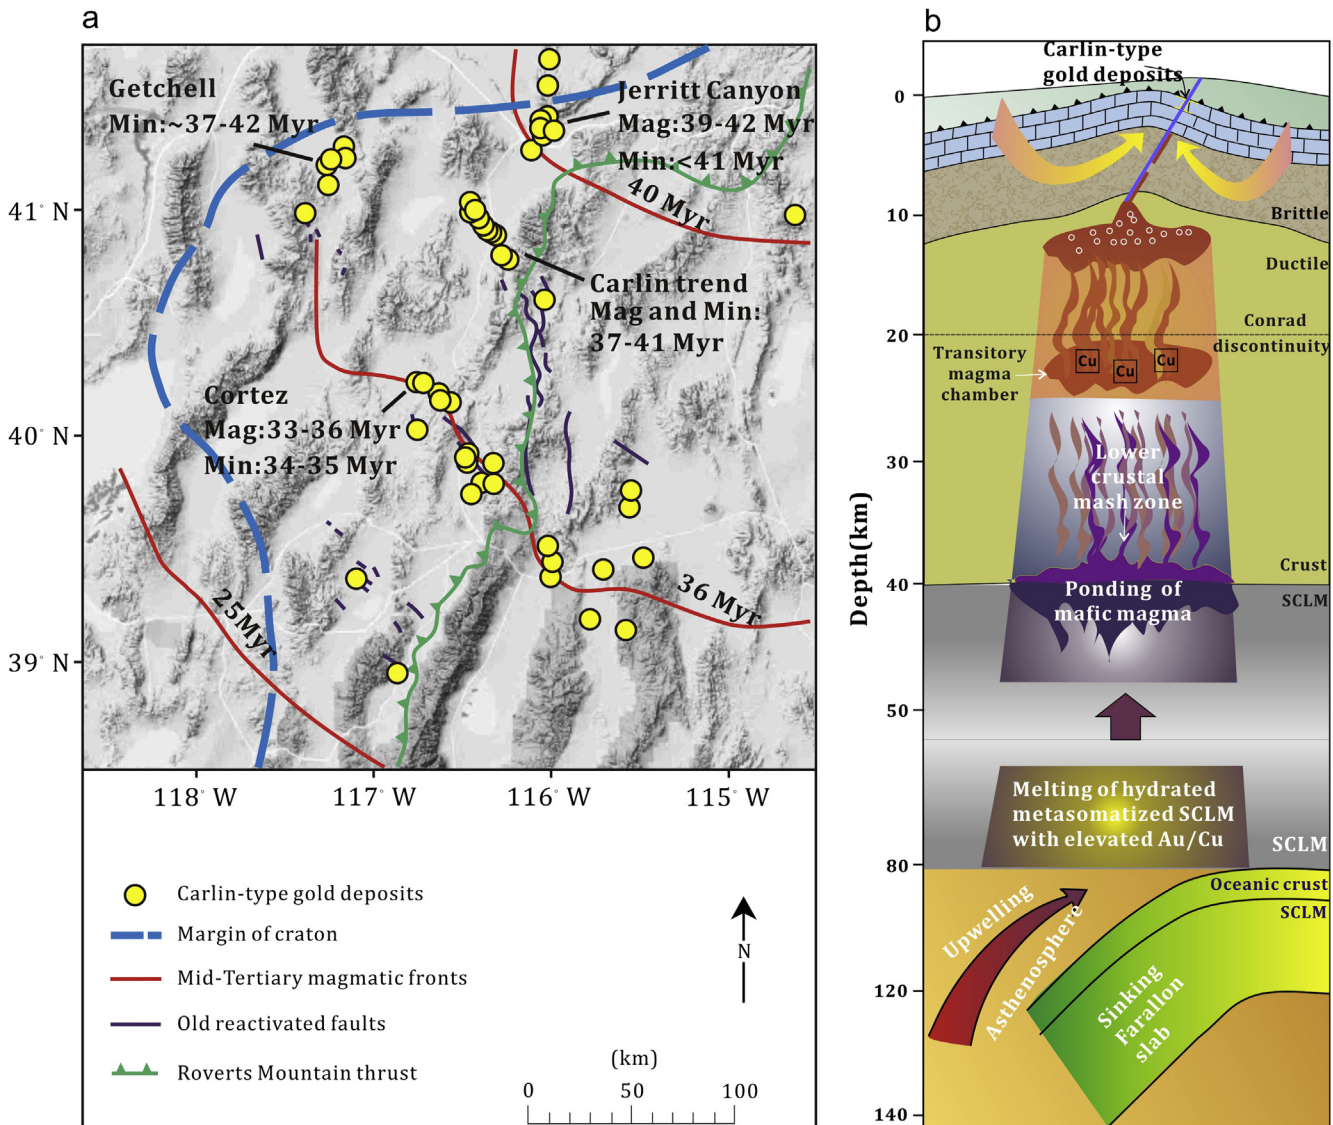 a
Getchell
Min:~37-42 Myr
Jerritt Canyon
Mag:39-42 Myr
Min:<41 Myr
40 Myr
41° N
Carlin trend
Mag and Min:
37-41 Myr
Cortez
Mag:33-36 Myr
Min:34-35 Myr
40° N
36 Myr
25Myr
39° N
118° W
117° W
116° W
115° W
Carlin-type gold deposits
Margin of craton
Mid-Tertiary magmatic fronts
Old reactivated faults
Roverts Mountain thrust
N
(km)
0 50 100
b
Carlin-type
gold deposits
0
10
20
30
40
50
80
120
140
Depth(km)
Brittle
Ductile
Conrad
discontinuity
Transitory
magma
chamber
Cu
Cu
Cu
Lower
crustal
mash zone
Crust
SCLM
Ponding of
mafic magma
Melting of hydrated
metasomatized SCLM
with elevated Au/Cu
SCLM
Oceanic crust
SCLM
Upwelling
Asthenosphere
Sinking
Farallon
slab